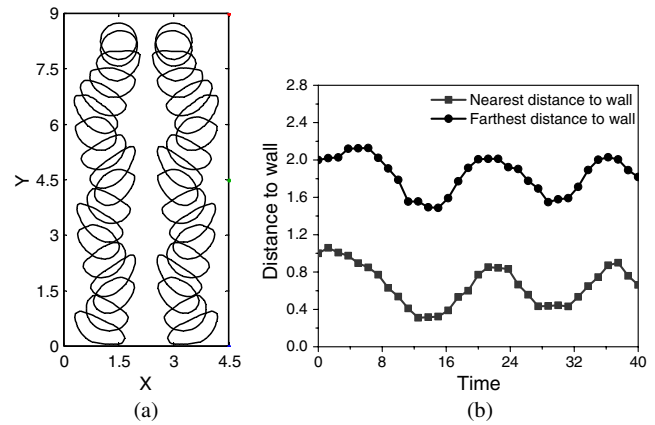 9
7.5
6
4.5
3
1.5
0
Y
0 1.5 3 4.5
X
(a)
2.8
2.4
2.0
1.6
1.2
0.8
0.4
0.0
Distance to wall
Nearest distance to wall
Farthest distance to wall
0 8 16 24 32 40
Time
(b)